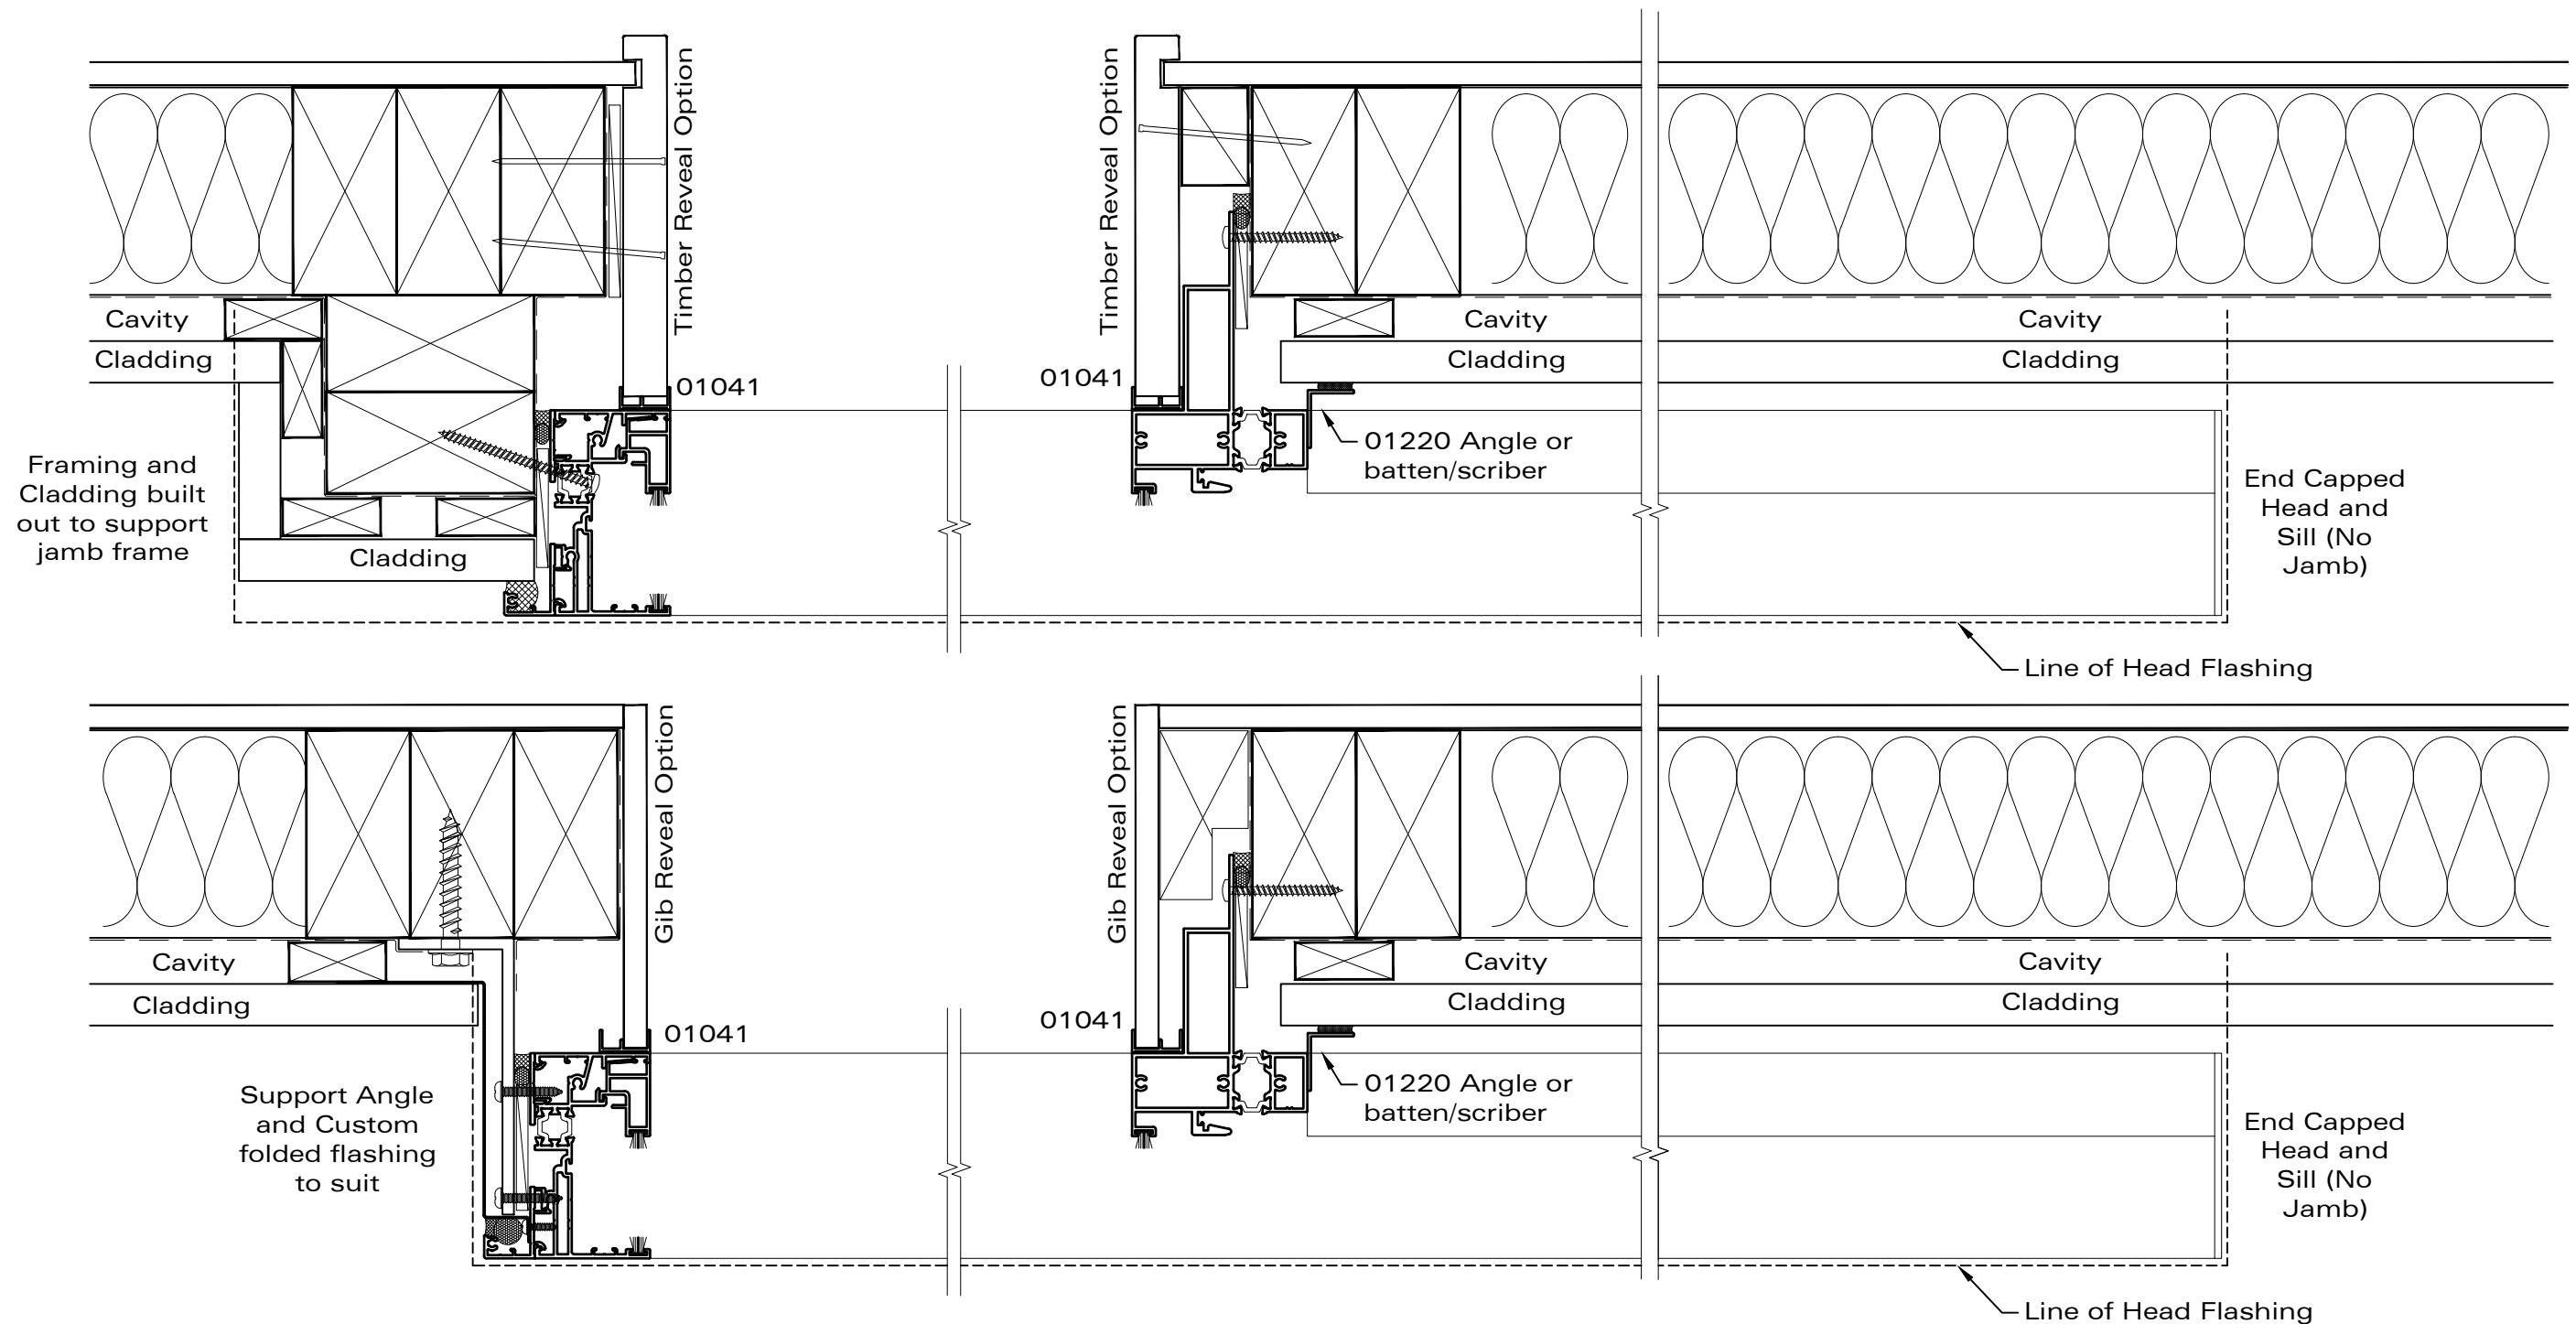 Timber Reveal Option
Timber Reveal Option
Cavity
Cladding
Cavity
Cladding
Cavity
Cladding
01041
01041
01220 Angle or
batten/scriber
Framing and
Cladding built
out to support
jamb frame
Cladding
End Capped
Head and
Sill (No
Jamb)
Line of Head Flashing
Gib Reveal Option
Gib Reveal Option
Cavity
Cladding
Cavity
Cladding
Cavity
Cladding
01041
01041
01220 Angle or
batten/scriber
Support Angle
and Custom
folded flashing
to suit
End Capped
Head and
Sill (No
Jamb)
Line of Head Flashing